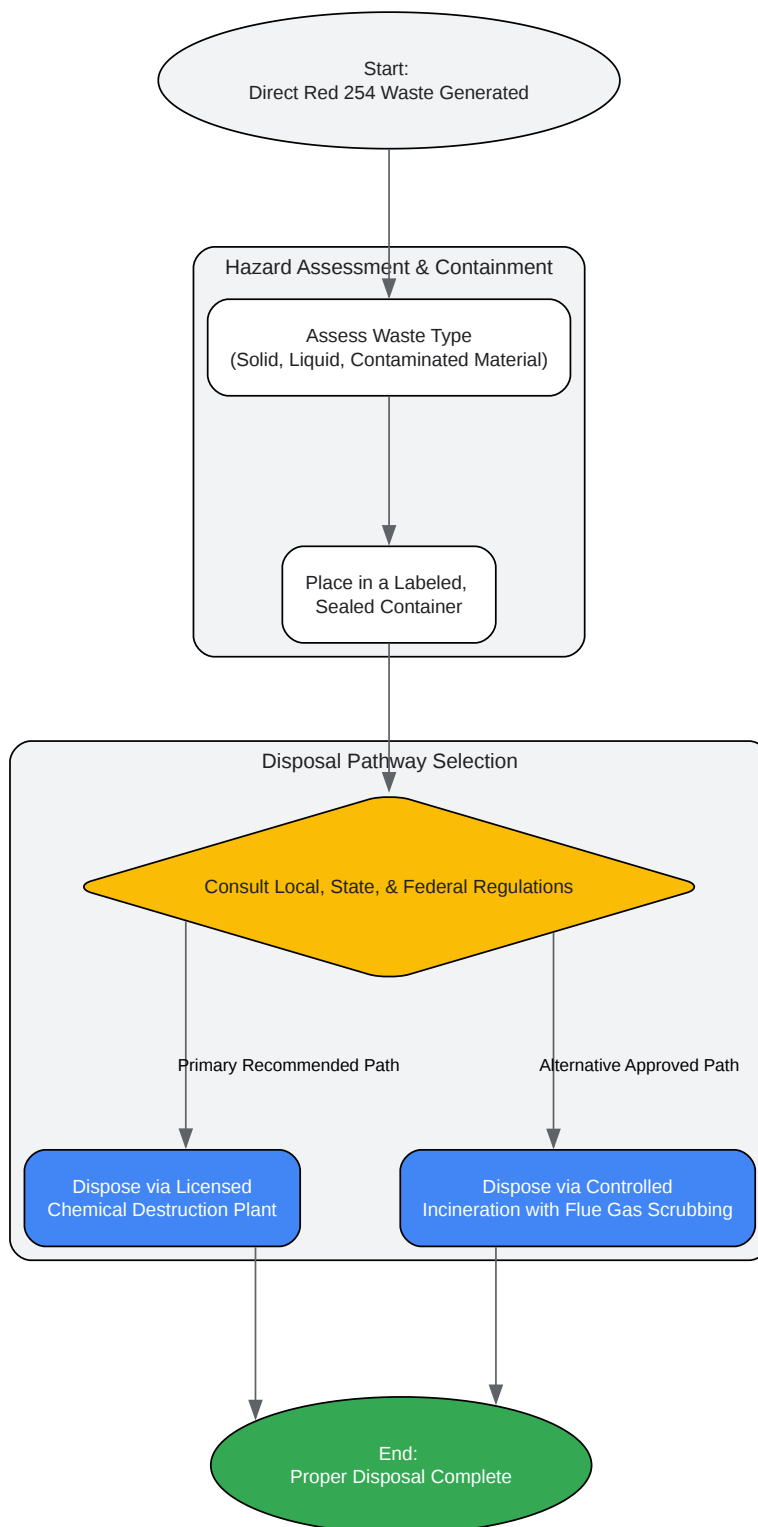 Start:
Direct Red 254 Waste Generated
Hazard Assessment & Containment
Assess Waste Type
(Solid, Liquid, Contaminated Material)
Place in a Labeled,
Sealed Container
Disposal Pathway Selection
Consult Local, State, & Federal Regulations
Primary Recommended Path
Alternative Approved Path
Dispose via Licensed
Chemical Destruction Plant
Dispose via Controlled
Incineration with Flue Gas Scrubbing
End:
Proper Disposal Complete